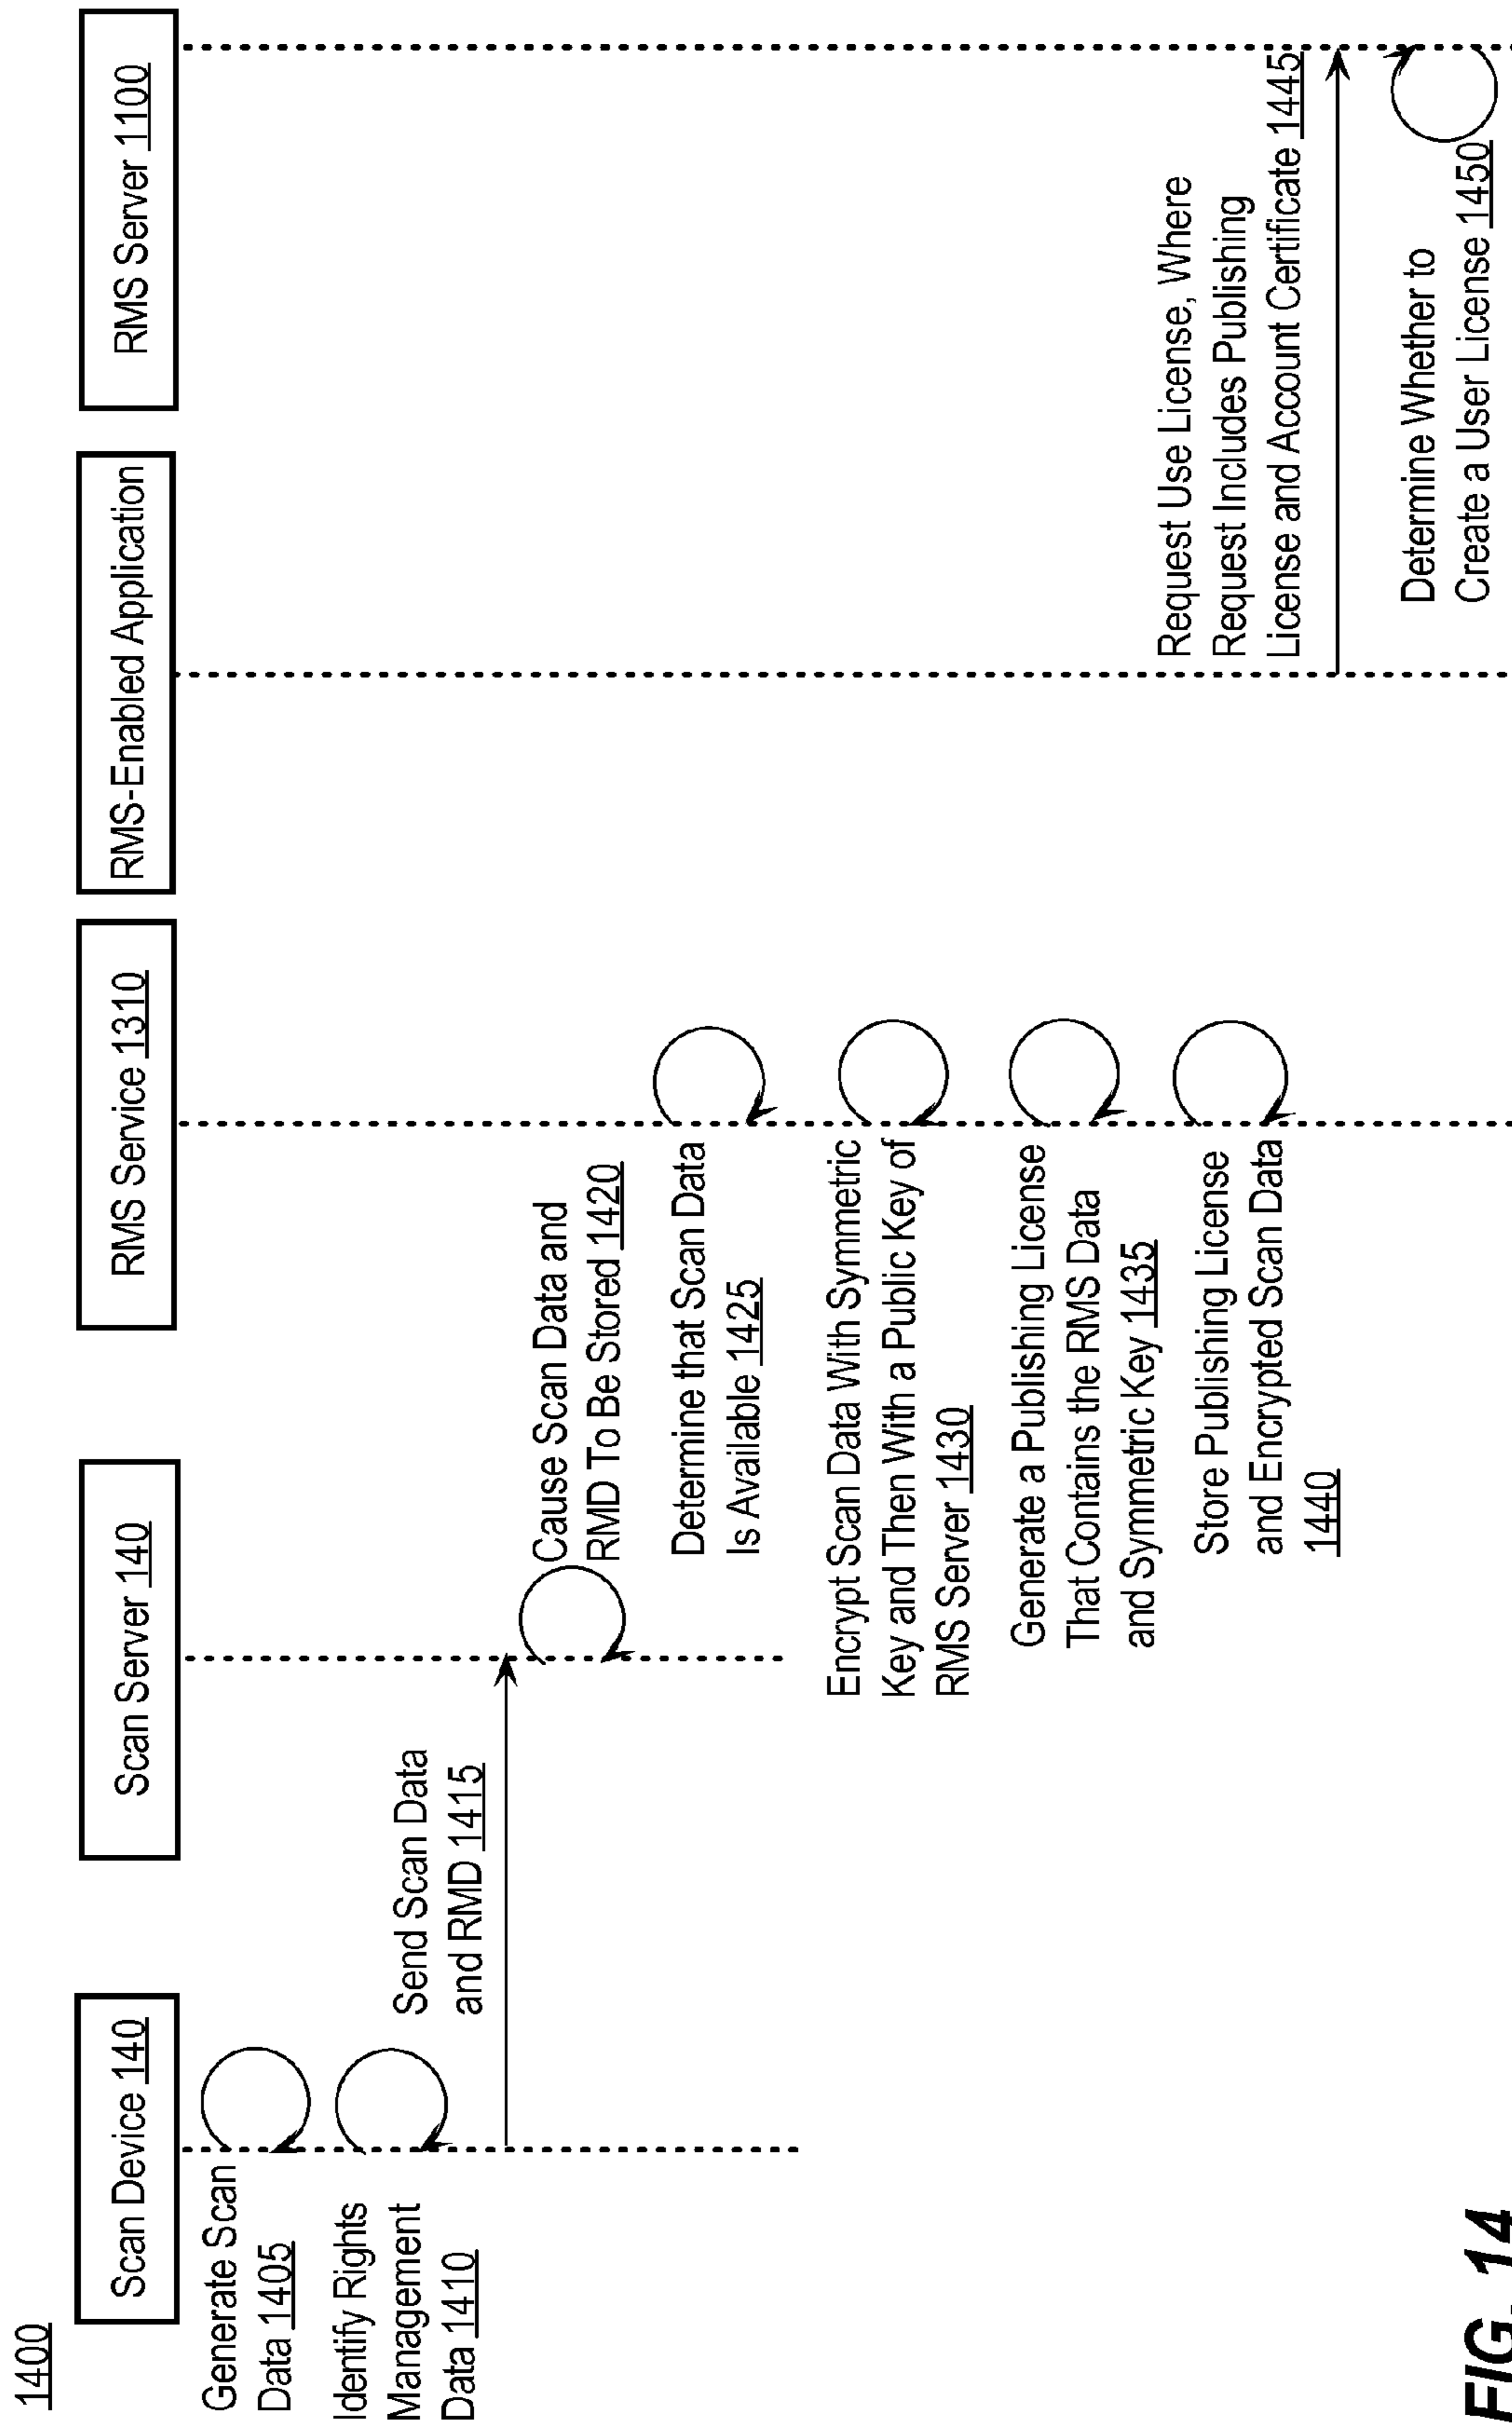 1400
Scan Device 140
Scan Server 140
RMS Service 1310
RMS-Enabled Application
RMS Server 1100
Generate Scan
Data 1405
Identify Rights
Management
Data 1410
Send Scan Data
and RMD 1415
Cause Scan Data and
RMD To Be Stored 1420
Determine that Scan Data
Is Available 1425
Encrypt Scan Data With Symmetric
Key and Then With a Public Key of
RMS Server 1430
Generate a Publishing License
That Contains the RMS Data
and Symmetric Key 1435
Store Publishing License
and Encrypted Scan Data
1440
Request Use License, Where
Request Includes Publishing
License and Account Certificate 1445
Determine Whether to
Create a User License 1450
FIG. 14